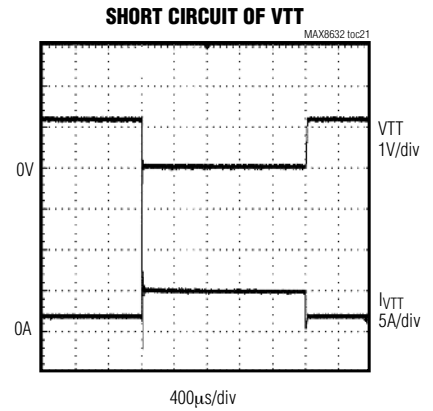 SHORT CIRCUIT OF VTT
MAX8632 toc21
VTT
1V/div
0V
IVTT
5A/div
0A
400µs/div